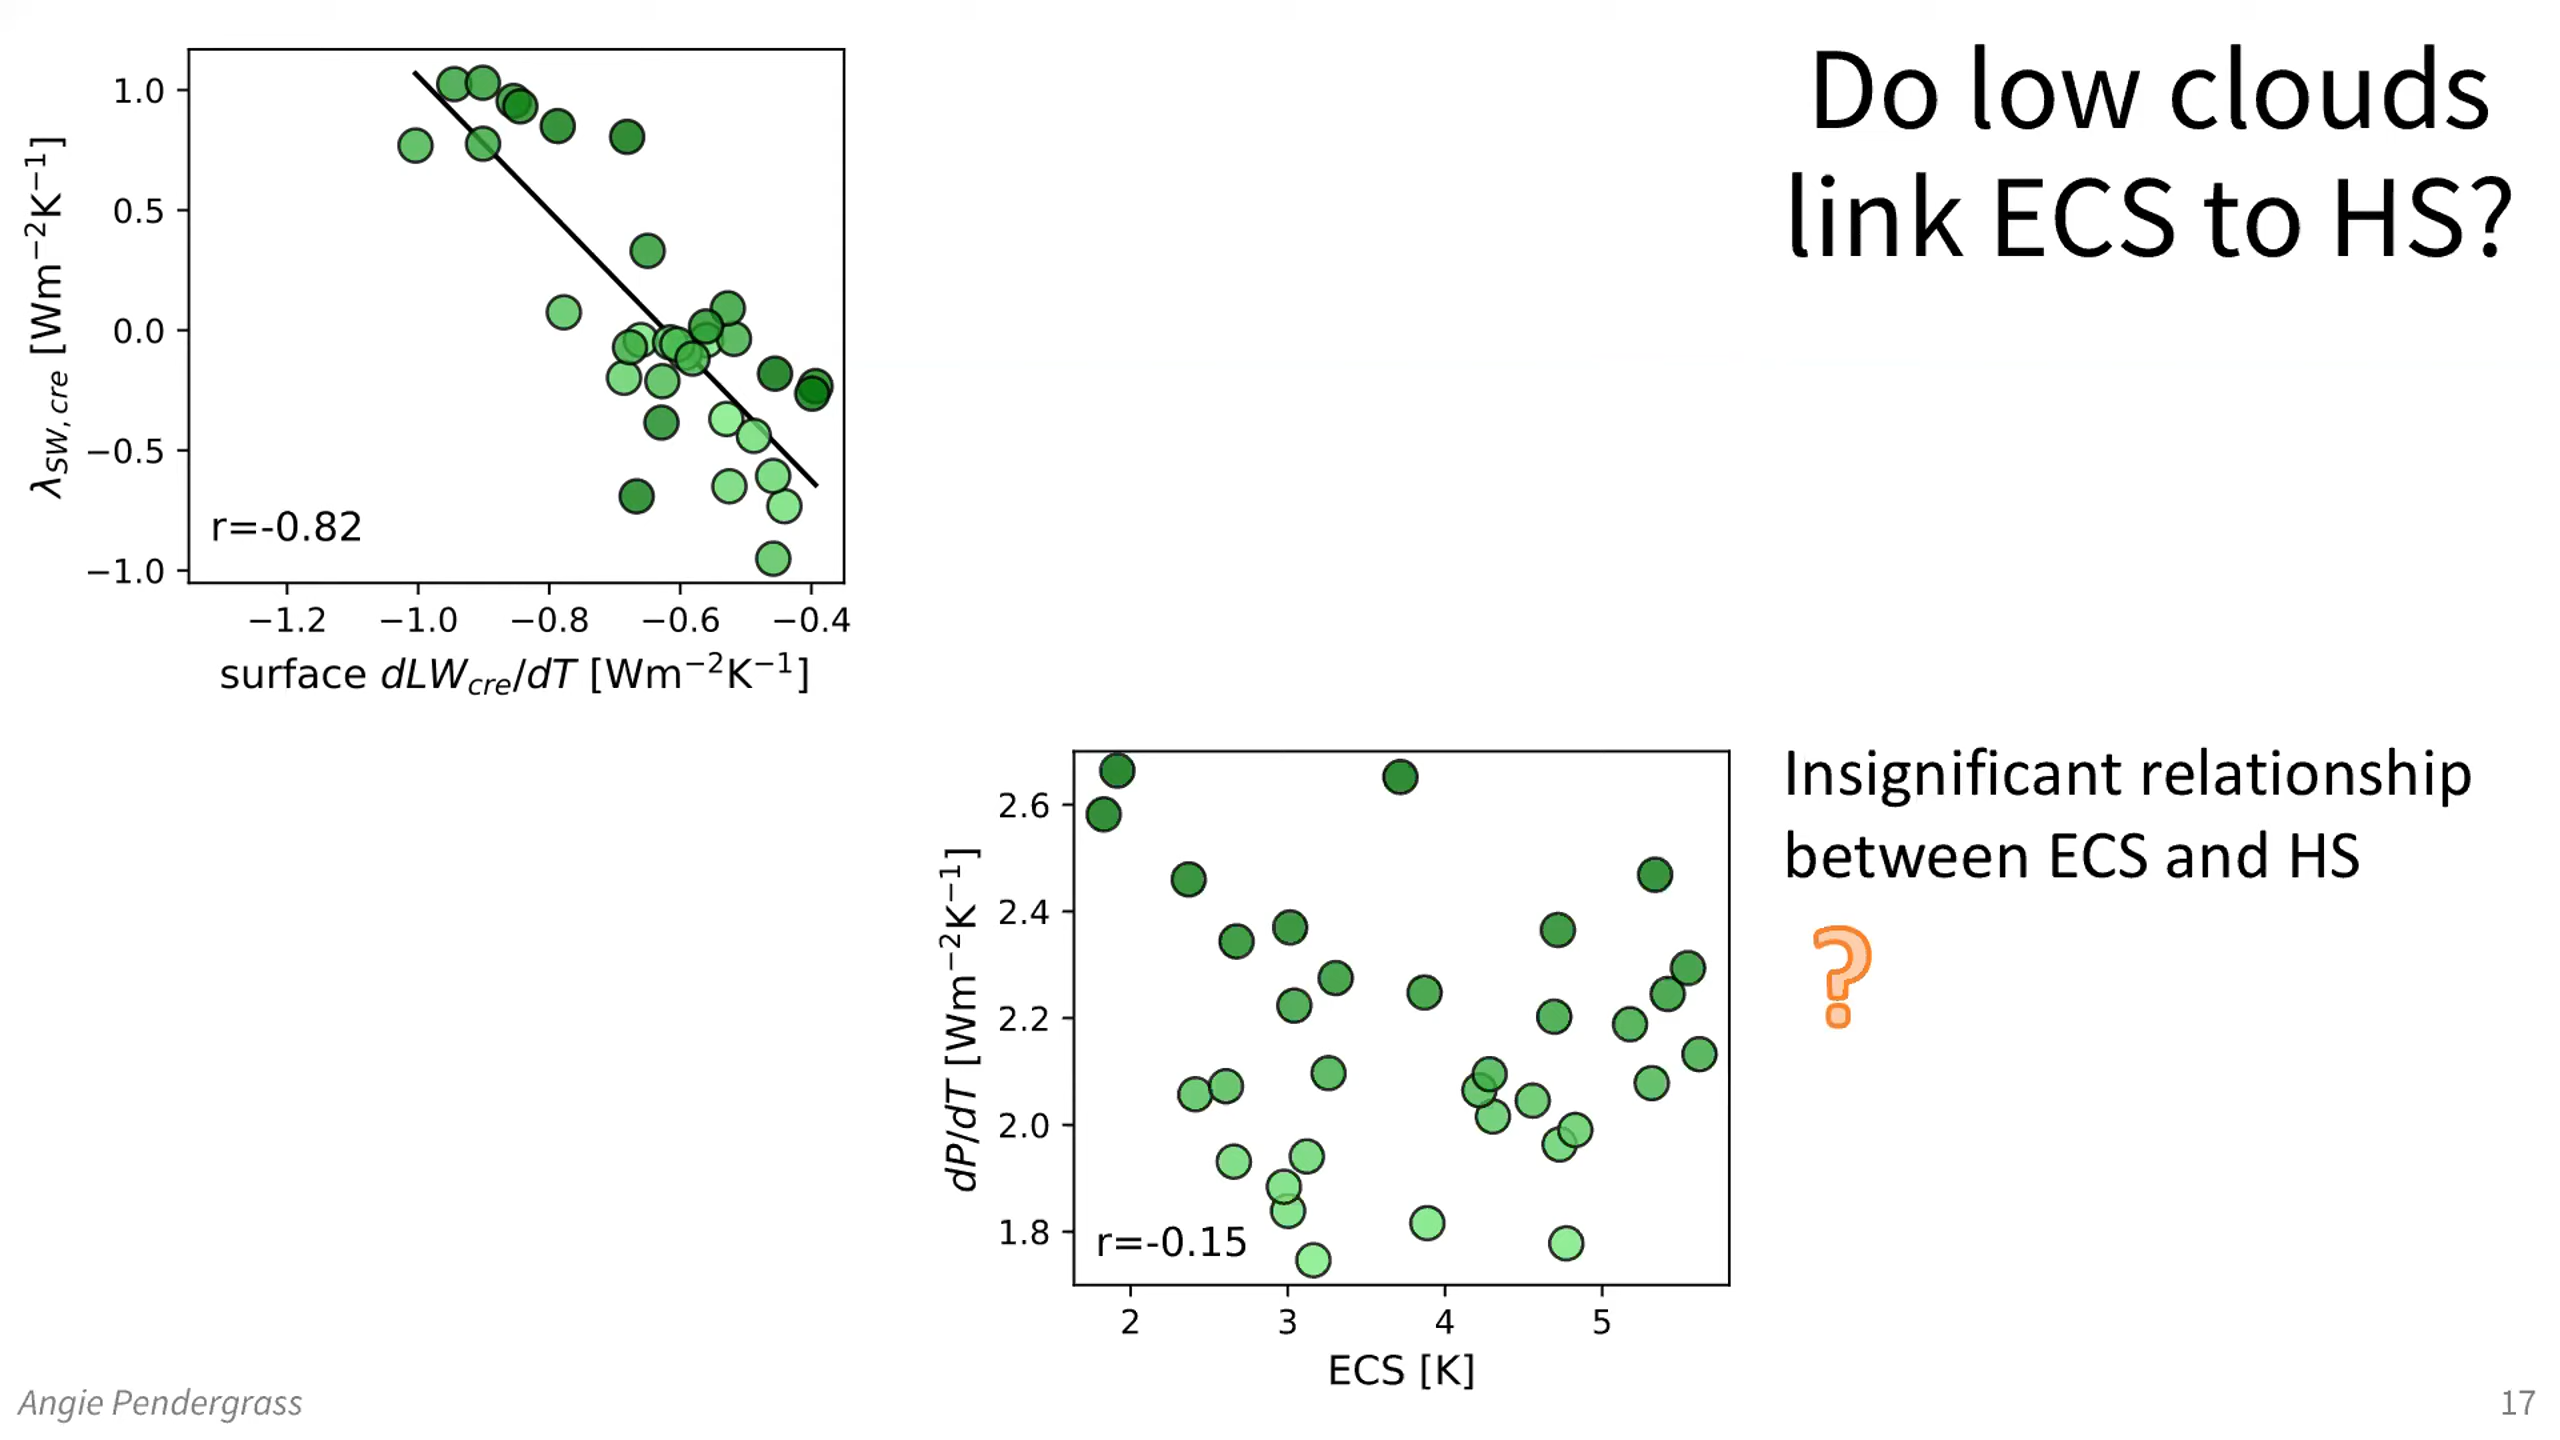 Do low clouds
link ECS to HS?
1.0
0.5
0.0
−0.5
−1.0
λSW, cre [Wm−2K−1]
r=-0.82
−1.2 −1.0 −0.8 −0.6 −0.4
surface dLWcre/dT [Wm−2K−1]
2.6
2.4
2.2
2.0
1.8
dP/dT [Wm−2K−1]
r=-0.15
2 3 4 5
ECS [K]
Insignificant relationship
between ECS and HS
?
Angie Pendergrass
17